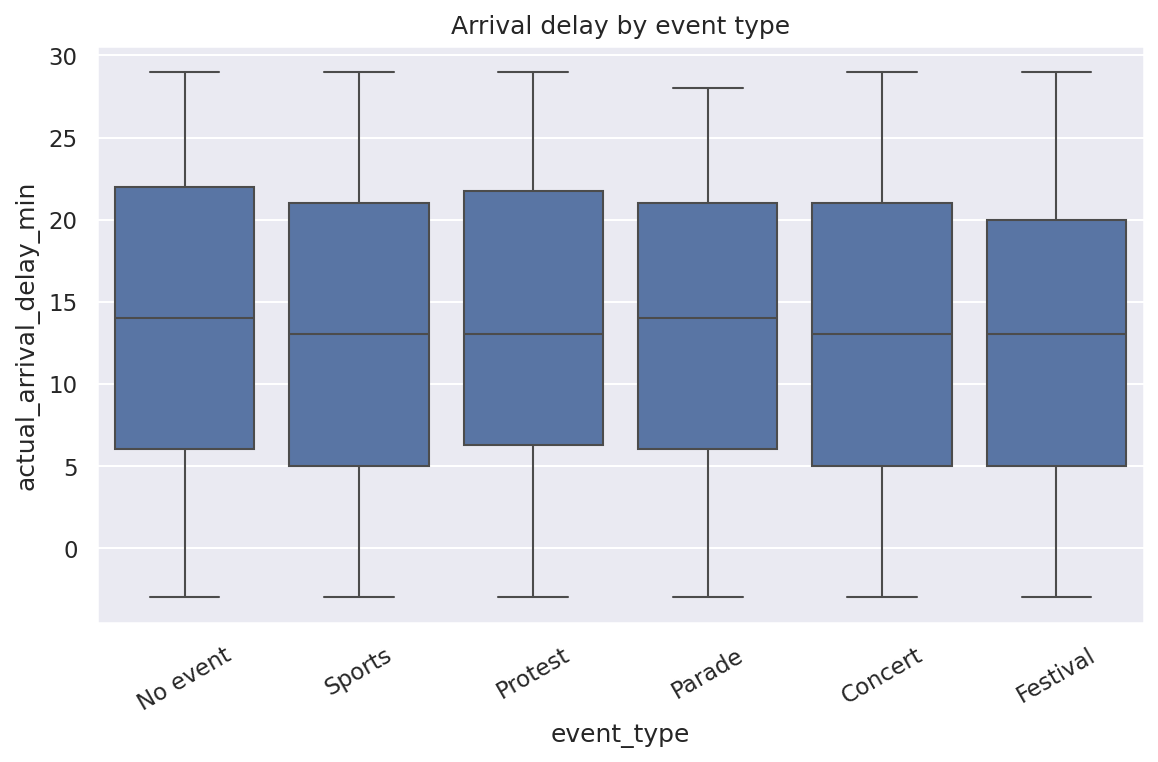 Arrival delay by event type
30
25
20
15
10
5
0
actual_arrival_delay_min
No event
Sports
Protest
Parade
Concert
Festival
event_type